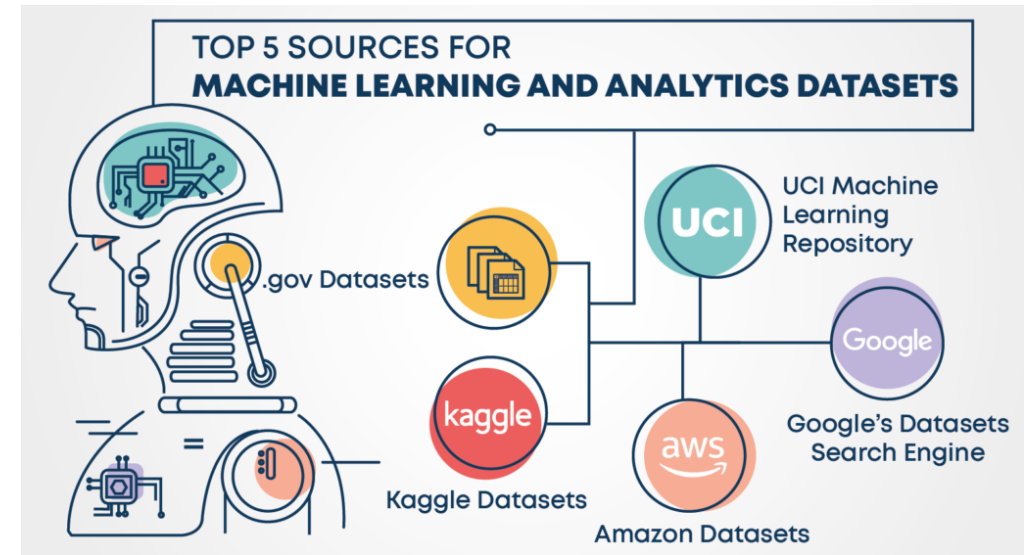 TOP 5 SOURCES FOR
MACHINE LEARNING AND ANALYTICS DATASETS
UCI
UCI Machine
Learning
Repository
.gov Datasets
Google
Google's Datasets
Search Engine
kaggle
Kaggle Datasets
aws
Amazon Datasets